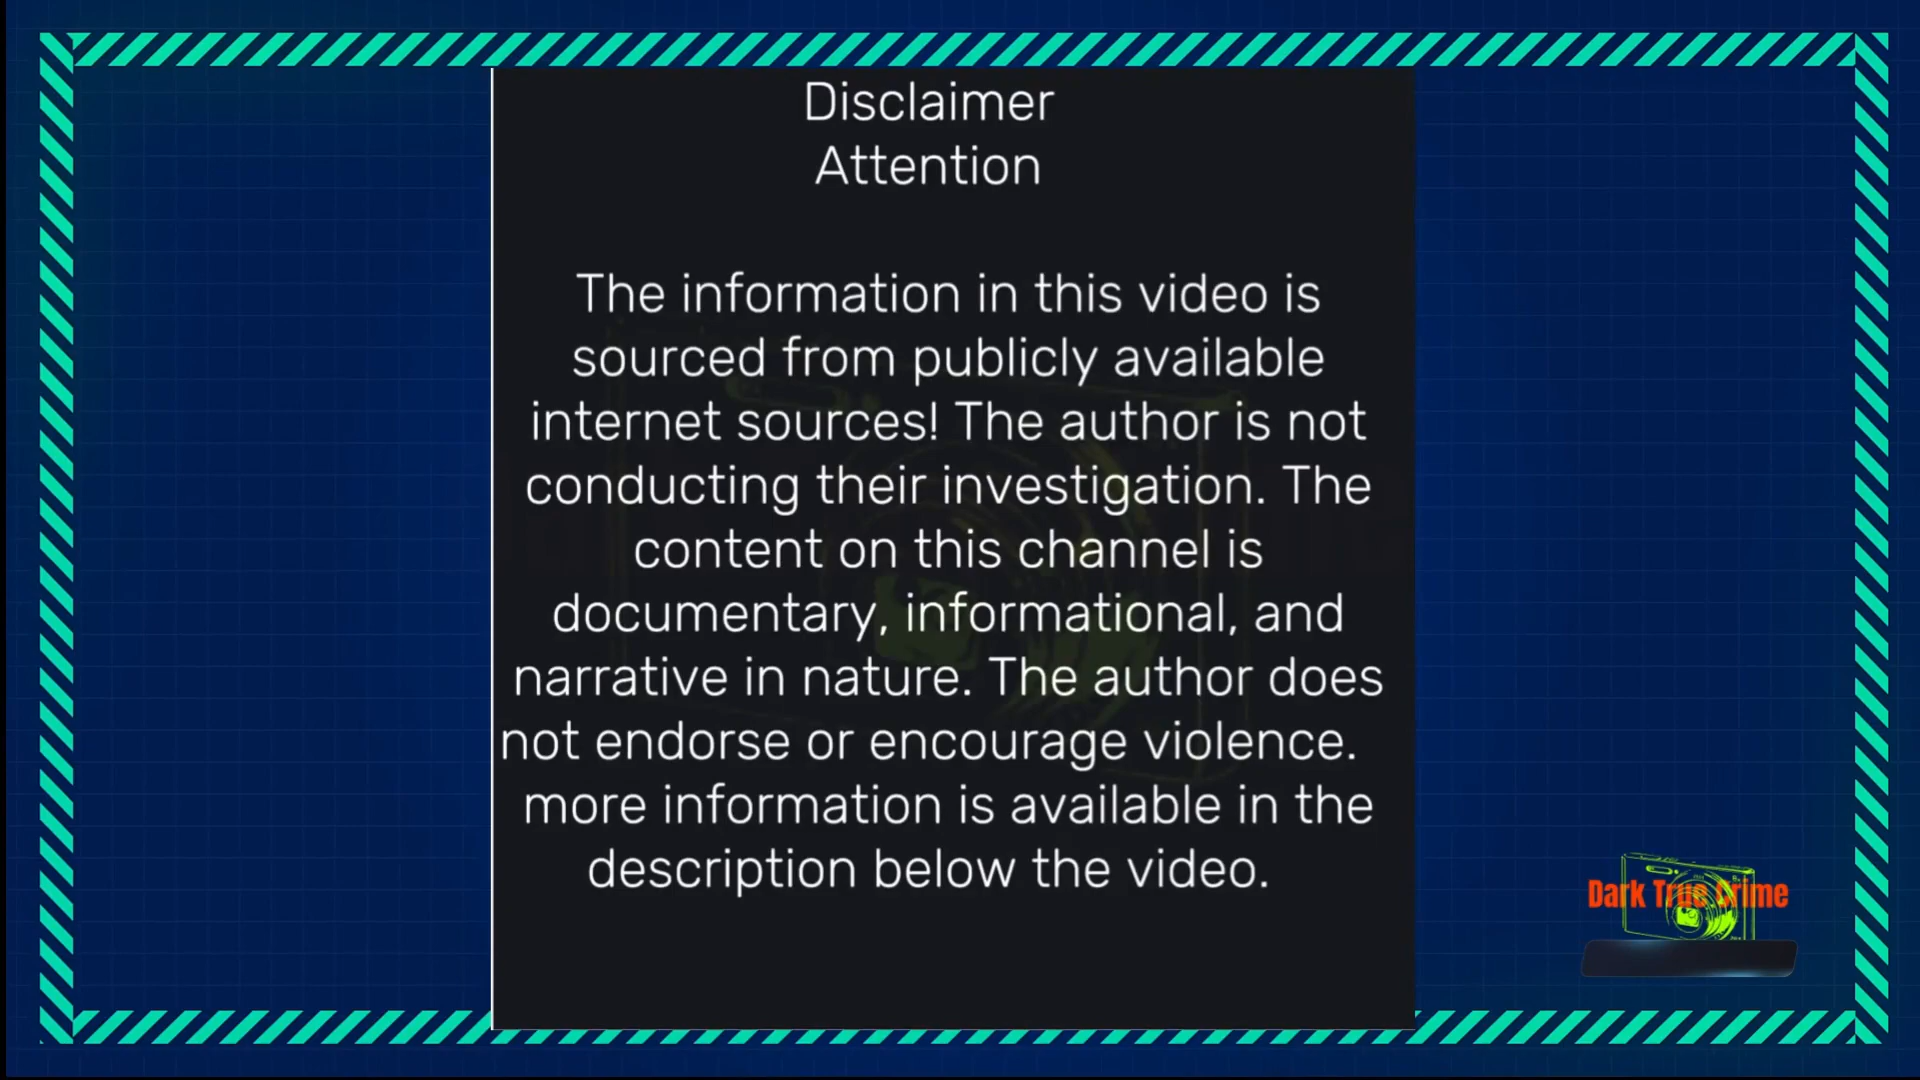 Disclaimer
Attention
The information in this video is
sourced from publicly available
internet sources! The author is not
conducting their investigation. The
content on this channel is
documentary, informational, and
narrative in nature. The author does
not endorse or encourage violence.
more information is available in the
description below the video.
Dark True Crime